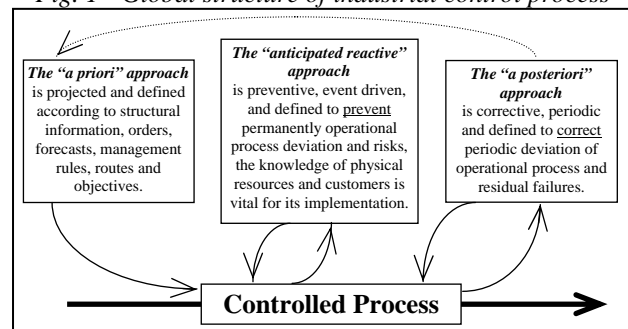 Fig. 1 – Global structure of industrial control process
The "a priori" approach
is projected and defined
according to structural
information, orders,
forecasts, management
rules, routes and
objectives.
The "anticipated reactive"
approach
is preventive, event driven,
and defined to prevent
permanently operational
process deviation and risks,
the knowledge of physical
resources and customers is
vital for its implementation.
The "a posteriori"
approach
is corrective, periodic
and defined to correct
periodic deviation of
operational process and
residual failures.
Controlled Process